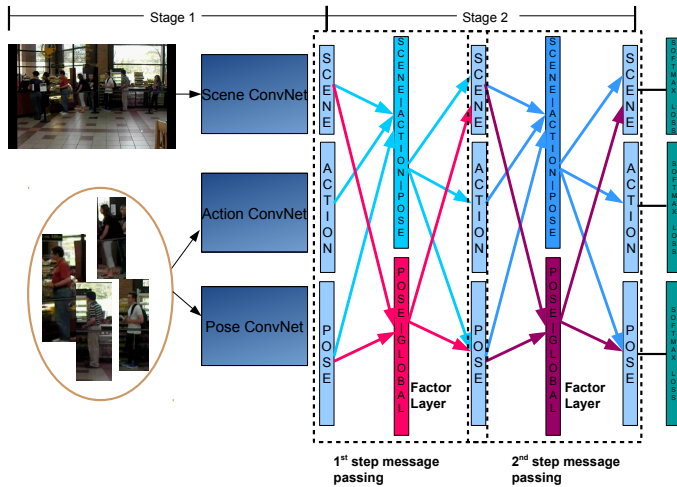 Stage 1
Stage 2
Scene ConvNet
Action ConvNet
Pose ConvNet
SCENE
ACTION
POSE
SCENE|ACTION|POSE
POSE|GLOBAL
Factor
Layer
SCENE
ACTION
POSE
SCENE|ACTION|POSE
POSE|GLOBAL
Factor
Layer
SCENE
ACTION
POSE
SOFTMAX LOSS
SOFTMAX LOSS
SOFTMAX LOSS
1st step message
passing
2nd step message
passing